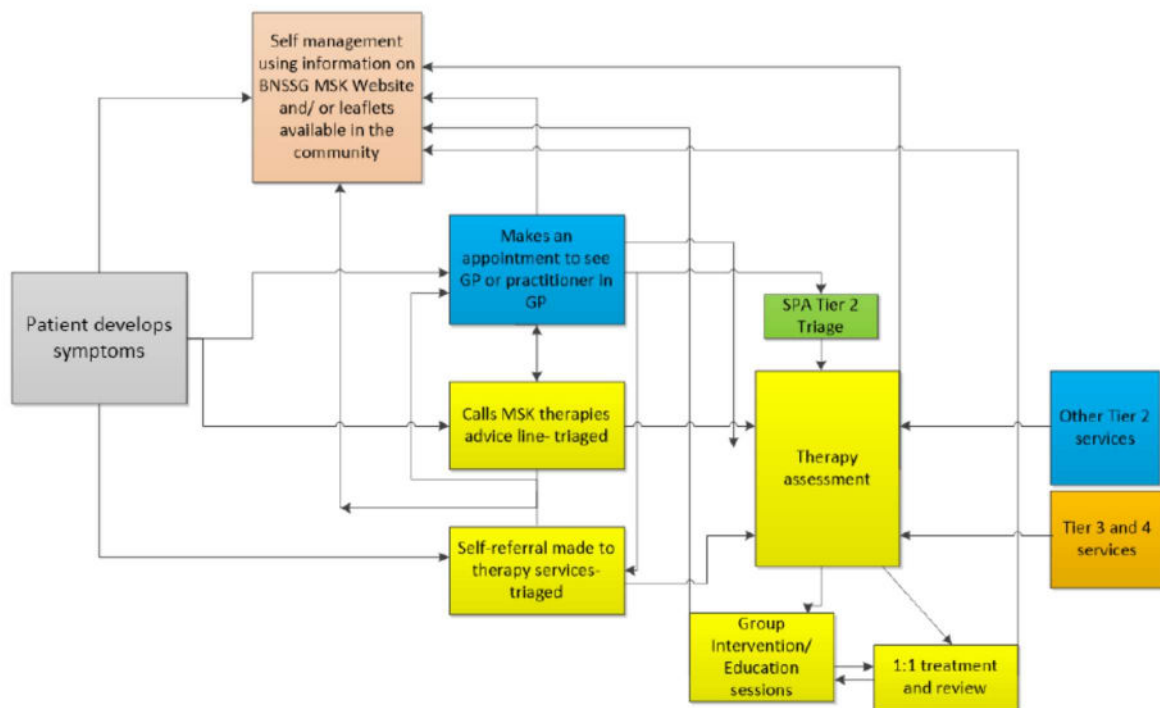 Self management
using information on
BNSSG MSK Website
and/ or leaflets
available in the
community
Makes an
appointment to see
GP or practitioner in
GP
Patient develops
symptoms
SPA Tier 2
Triage
Calls MSK therapies
advice line- triaged
Therapy
assessment
Other Tier 2
services
Self-referral made to
therapy services-
triaged
Tier 3 and 4
services
Group
Intervention/
Education
sessions
1:1 treatment
and review